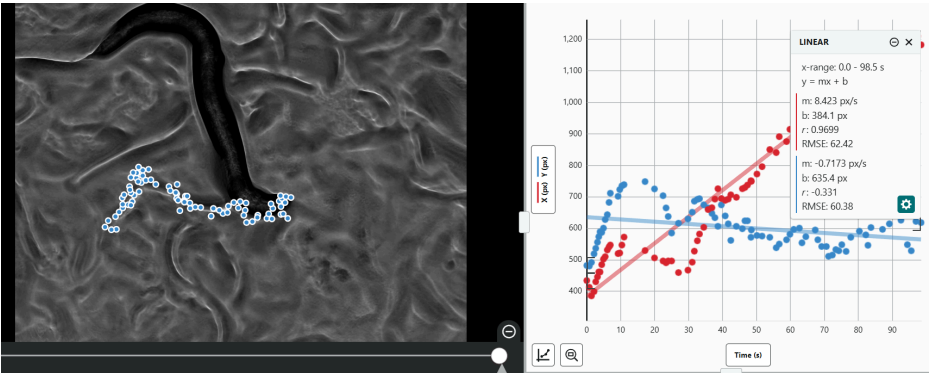 1,200
1,100
1,000
900
800
700
600
500
400
X (px) Y (px)
0 10 20 30 40 50 60 70 80 90
Time (s)
LINEAR
x-range: 0.0 - 98.5 s
y = mx + b
m: 8.423 px/s
b: 384.1 px
r: 0.9699
RMSE: 62.42
m: -0.7173 px/s
b: 635.4 px
r: -0.331
RMSE: 60.38